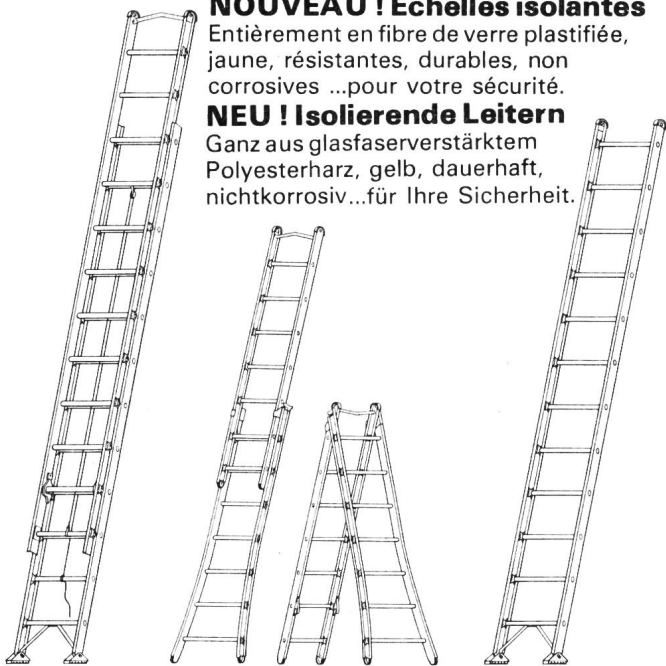 NOUVEAU ! Echelles isolantes
Entièrement en fibre de verre plastifiée,
jaune, résistantes, durables, non
corrosives ...pour votre sécurité.
NEU ! Isolierende Leitern
Ganz aus glasfaserverstärktem
Polyesterharz, gelb, dauerhaft,
nichtkorrosiv...für Ihre Sicherheit.